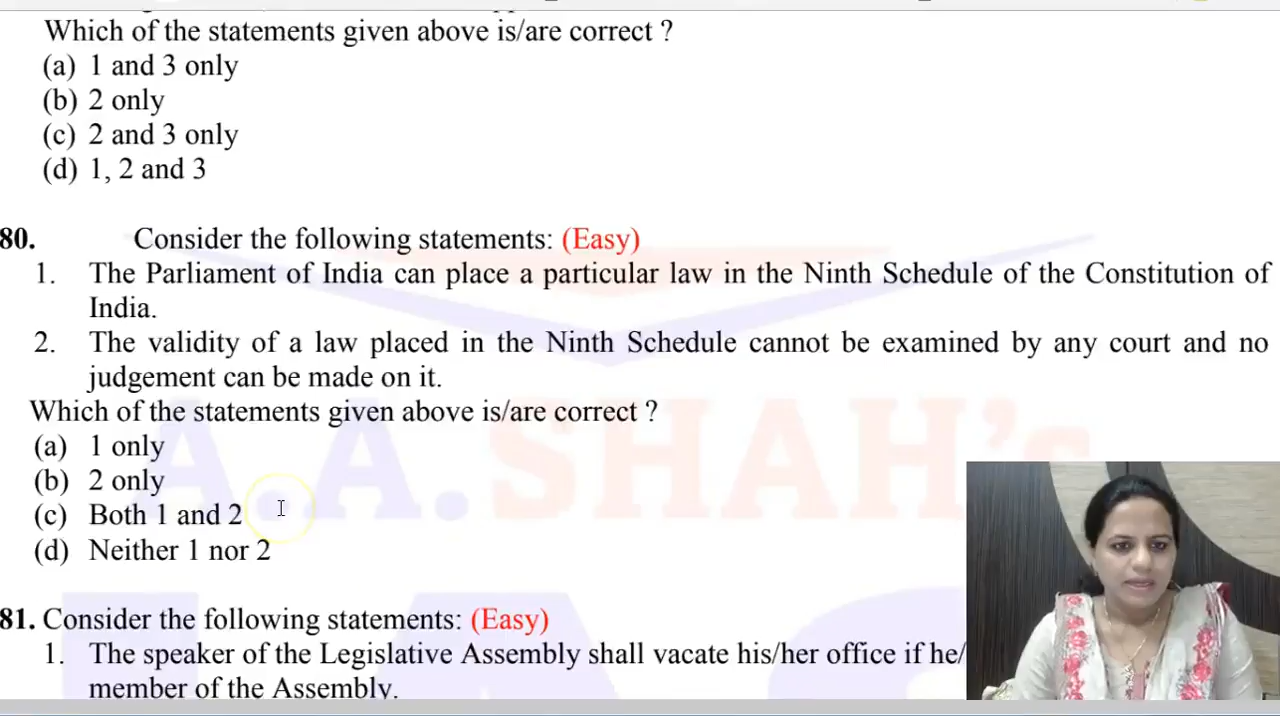 Which of the statements given above is/are correct ?
(a) 1 and 3 only
(b) 2 only
(c) 2 and 3 only
(d) 1, 2 and 3
80. Consider the following statements: (Easy)
1. The Parliament of India can place a particular law in the Ninth Schedule of the Constitution of
India.
2. The validity of a law placed in the Ninth Schedule cannot be examined by any court and no
judgement can be made on it.
Which of the statements given above is/are correct ?
(a) 1 only
(b) 2 only
(c) Both 1 and 2
(d) Neither 1 nor 2
A.A.SHAH's
81. Consider the following statements: (Easy)
1. The speaker of the Legislative Assembly shall vacate his/her office if he/
member of the Assembly.